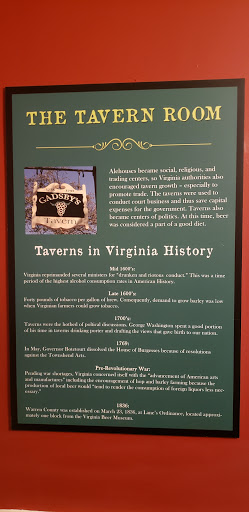 THE TAVERN ROOM
Alehouses became social, religious, and
trading centers, so Virginia authorities also
encouraged tavern growth – especially to
promote trade. The taverns were used to
conduct court business and thus save capital
expenses for the government. Taverns also
became centers of politics. At this time, beer
was considered a part of a good diet.
GADSBY'S
Tavern
Taverns in Virginia History
Mid 1600's:
Virginia reprimanded several ministers for "drunken and riotous conduct." This was a time
period of the highest alcohol consumption rates in American History.
Late 1600's:
Forty pounds of tobacco per gallon of beer. Consequently, demand to grow barley was low
when Virginian farmers could grow tobacco.
1700's:
Taverns were the hotbed of political discussions. George Washington spent a good portion
of his time in taverns drinking porter, drafting the views that gave birth to our nation.
1769:
In May, Governor Botetourt dissolved the House of Burgesses because of resolutions
against the Townshend Acts.
Pre-Revolutionary War:
Pending war shortages, Virginia concerned itself with the "advancement of American arts
and manufactures" including the encouragement of hop and barley farming because the
production of local beer would "tend to render the consumption of foreign liquors less nec-
essary."
1836:
Warren County was established on March 23, 1836, at Lane's Ordinance, located approxi-
mately one block from the Virginia Beer Museum.